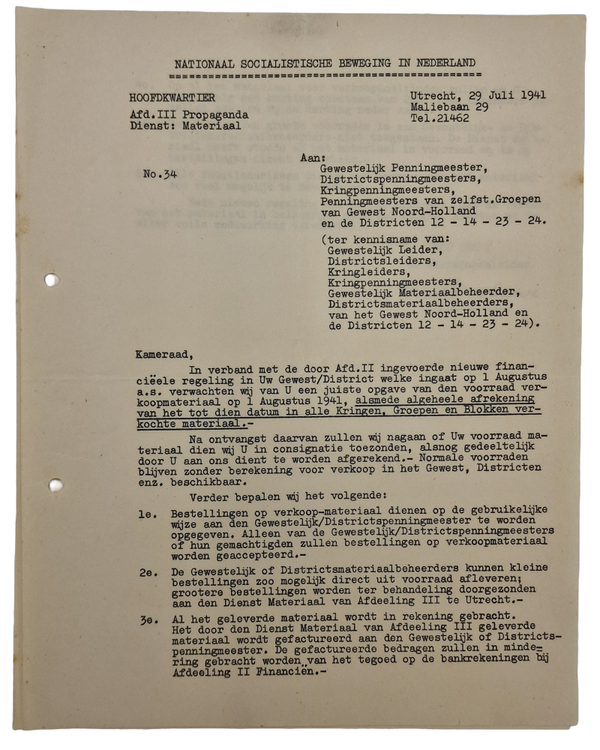 NATIONAAL SOCIALISTISCHE BEWEGING IN NEDERLAND
==============================================
HOOFDKWARTIER
Afd.III Propaganda
Dienst: Materiaal
Utrecht, 29 Juli 1941
Maliebaan 29
Tel.21462
No.34
Aan:
Gewestelijk Penningmeester,
Districtspenningmeesters,
Kringpenningmeesters,
Penningmeesters van zelfst.Groepen
van Gewest Noord-Holland
en de Districten 12 - 14 - 23 - 24.
(ter kennisname van:
Gewestelijk Leider,
Districtsleiders,
Kringleiders,
Kringpenningmeesters,
Gewestelijk Materiaalbeheerder,
Districtsmateriaalbeheerders,
van het Gewest Noord-Holland en
de Districten 12 - 14 - 23 - 24).
Kameraad,
In verband met de door Afd.II ingevoerde nieuwe finan-
ciëele regeling in Uw Gewest/District welke ingaat op 1 Augustus
a.s. verwachten wij van U een juiste opgave van den voorraad ver-
koopmateriaal op 1 Augustus 1941, alsmede algeheele afrekening
van het tot dien datum in alle Kringen, Groepen en Blokken ver-
kochte materiaal.-
Na ontvangst daarvan zullen wij nagaan of Uw voorraad ma-
teriaal dien wij U in consignatie toezonden, alsnog gedeeltelijk
door U aan ons dient te worden afgerekend.- Normale voorraden
blijven zonder berekening voor verkoop in het Gewest, Districten
enz. beschikbaar.
Verder bepalen wij het volgende:
1e. Bestellingen op verkoop-materiaal dienen op de gebruikelijke
wijze aan den Gewestelijk/Districtspenningmeester te worden
opgegeven. Alleen van de Gewestelijk/Districtspenningmeesters
of hun gemachtigden zullen bestellingen op verkoopmateriaal
worden geaccepteerd.-
2e. De Gewestelijk of Districtsmateriaalbeheerders kunnen kleine
bestellingen zoo mogelijk direct uit voorraad afleveren;
grootere bestellingen worden ter behandeling doorgezonden
aan den Dienst Materiaal van Afdeeling III te Utrecht.-
3e. Al het geleverde materiaal wordt in rekening gebracht.
Het door den Dienst Materiaal van Afdeeling III geleverde
materiaal wordt gefactureerd aan den Gewestelijk of Districts-
penningmeester. De gefactureerde bedragen zullen in minde=
ring gebracht worden van het tegoed op de bankrekeningen bij
Afdeeling II Financiën.-